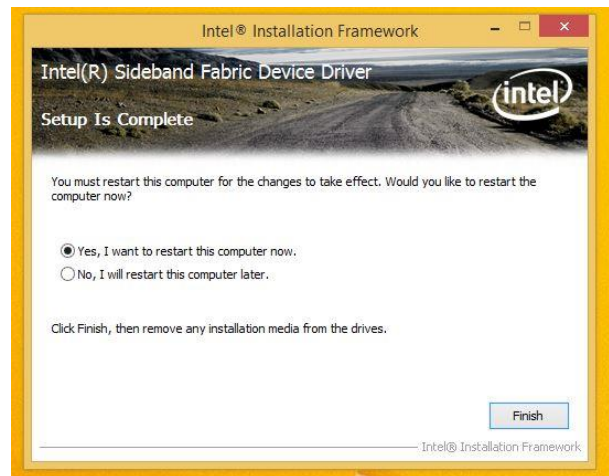 Intel® Installation Framework
Intel(R) Sideband Fabric Device Driver
intel
Setup Is Complete
You must restart this computer for the changes to take effect. Would you like to restart the
computer now?
Yes, I want to restart this computer now.
No, I will restart this computer later.
Click Finish, then remove any installation media from the drives.
Finish
Intel® Installation Framework